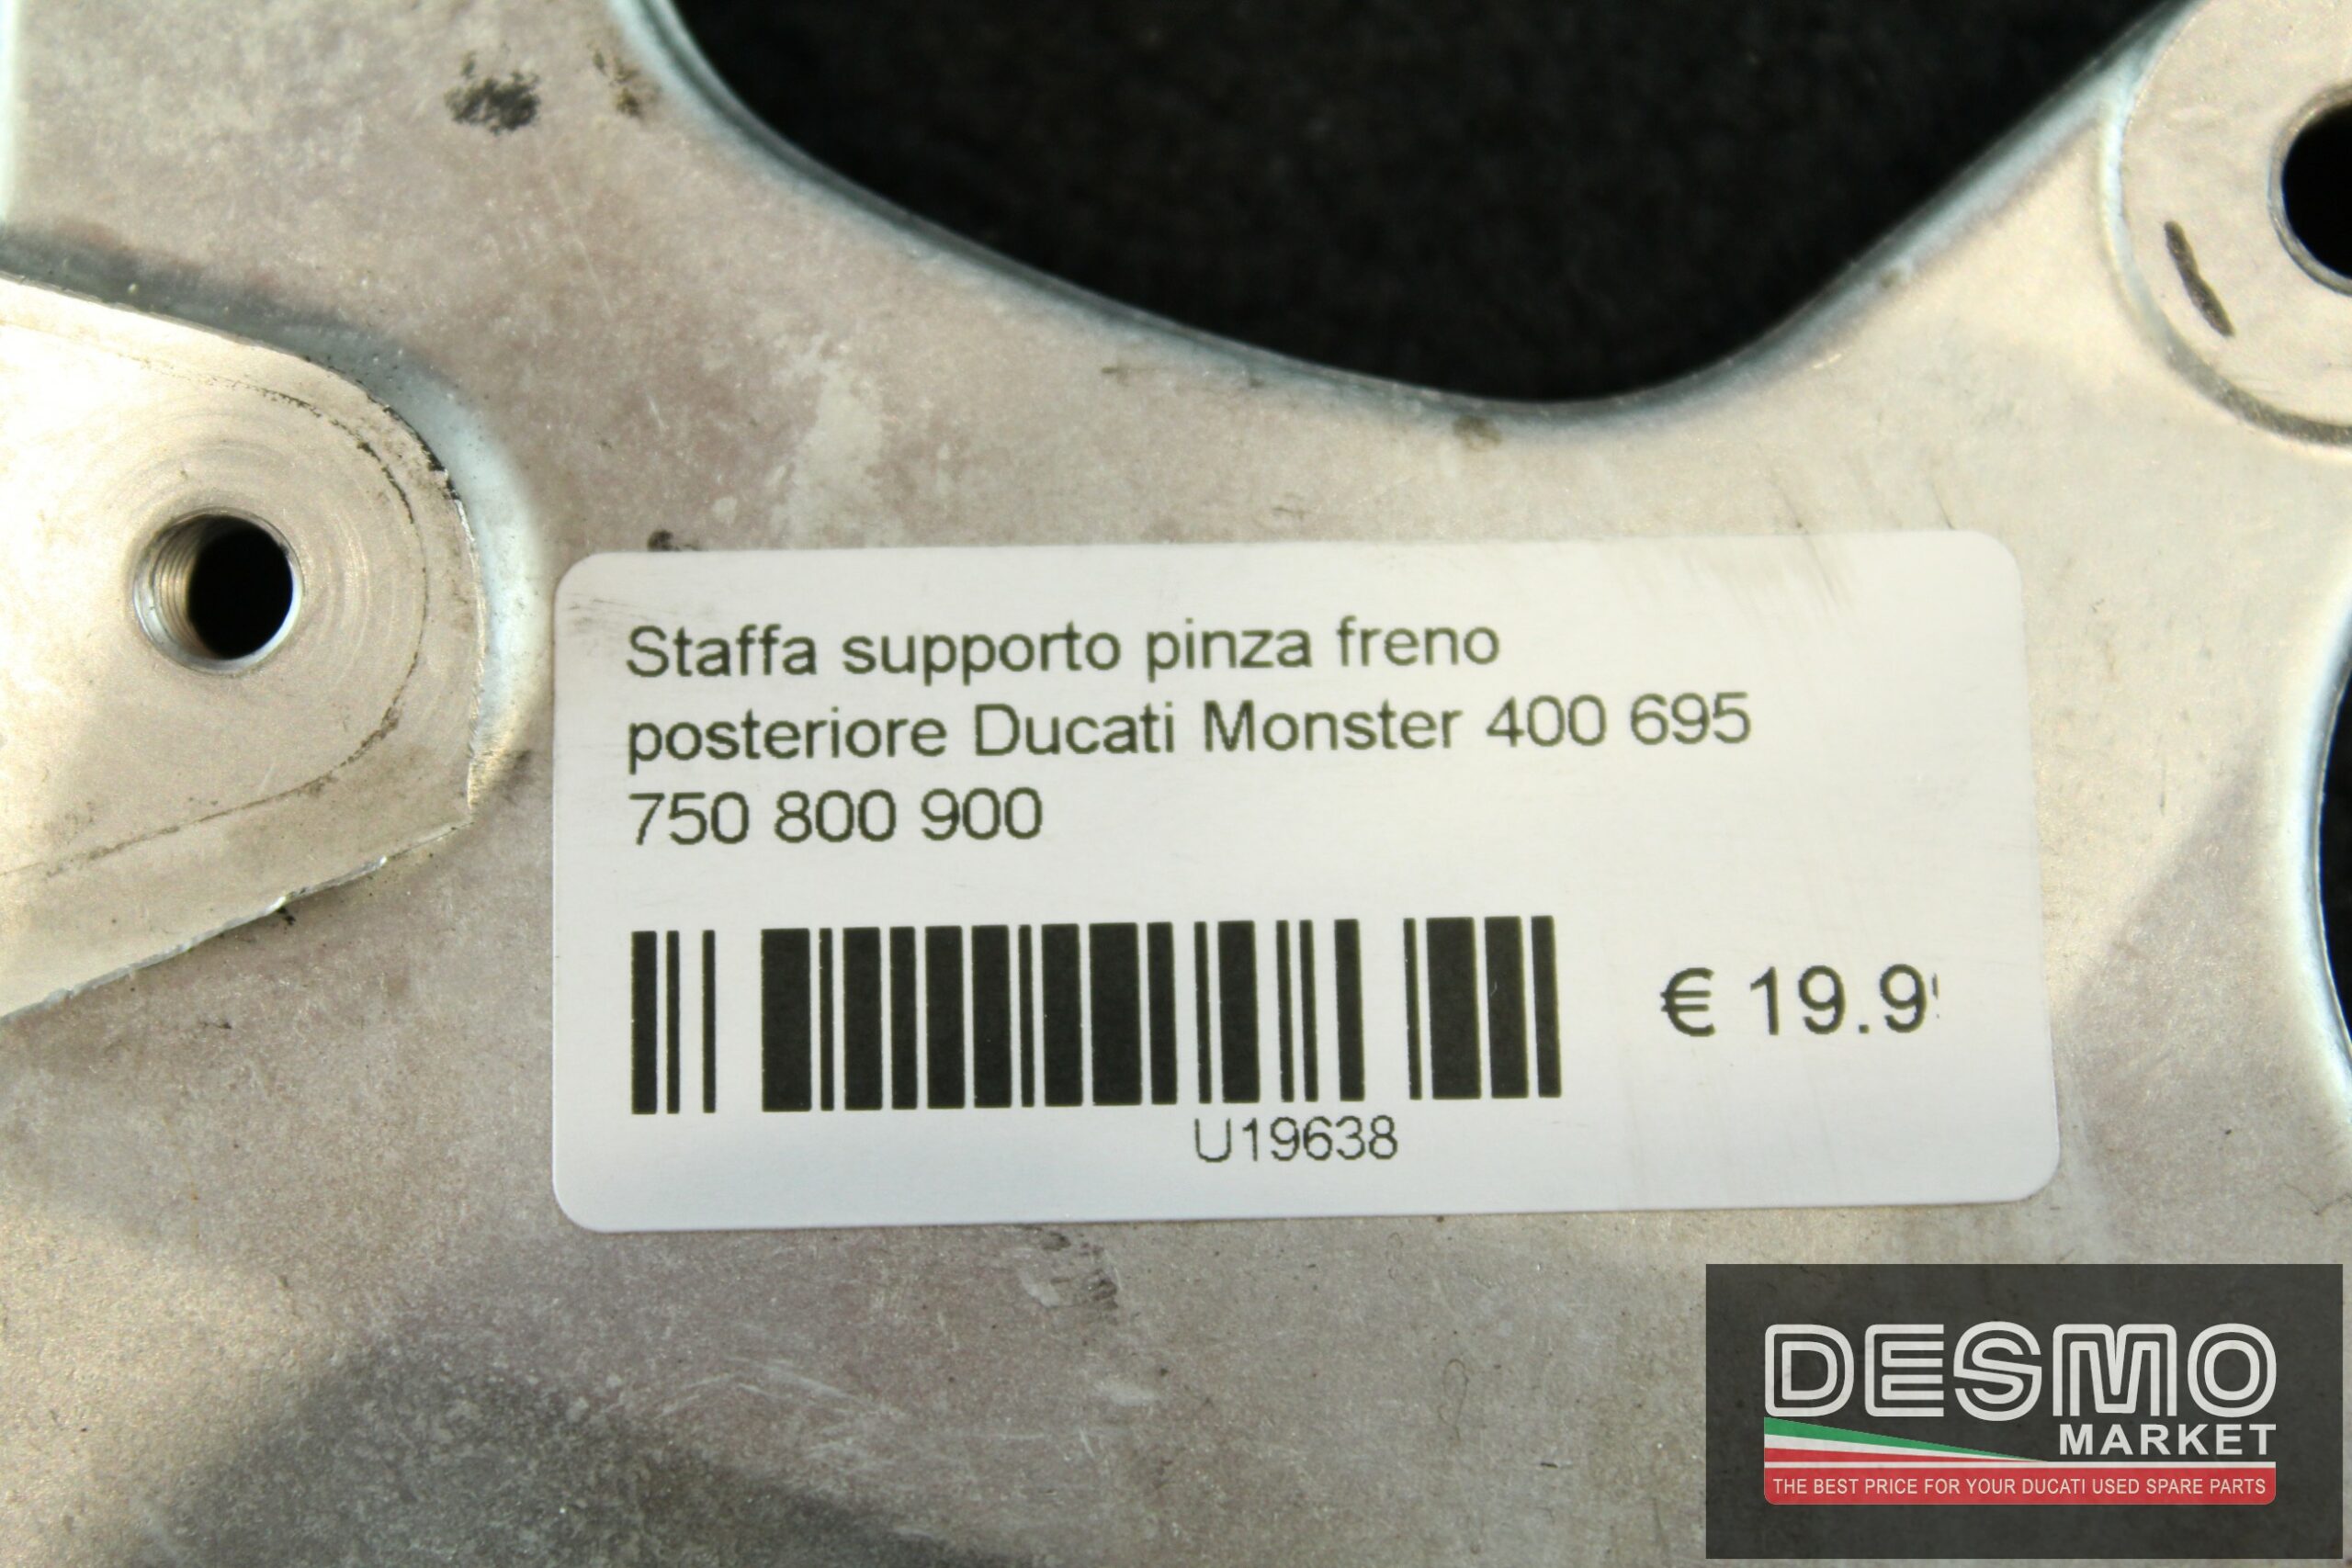 Staffa supporto pinza freno
posteriore Ducati Monster 400 695
750 800 900
€ 19.9
U19638
DESMO
MARKET
THE BEST PRICE FOR YOUR DUCATI USED SPARE PARTS